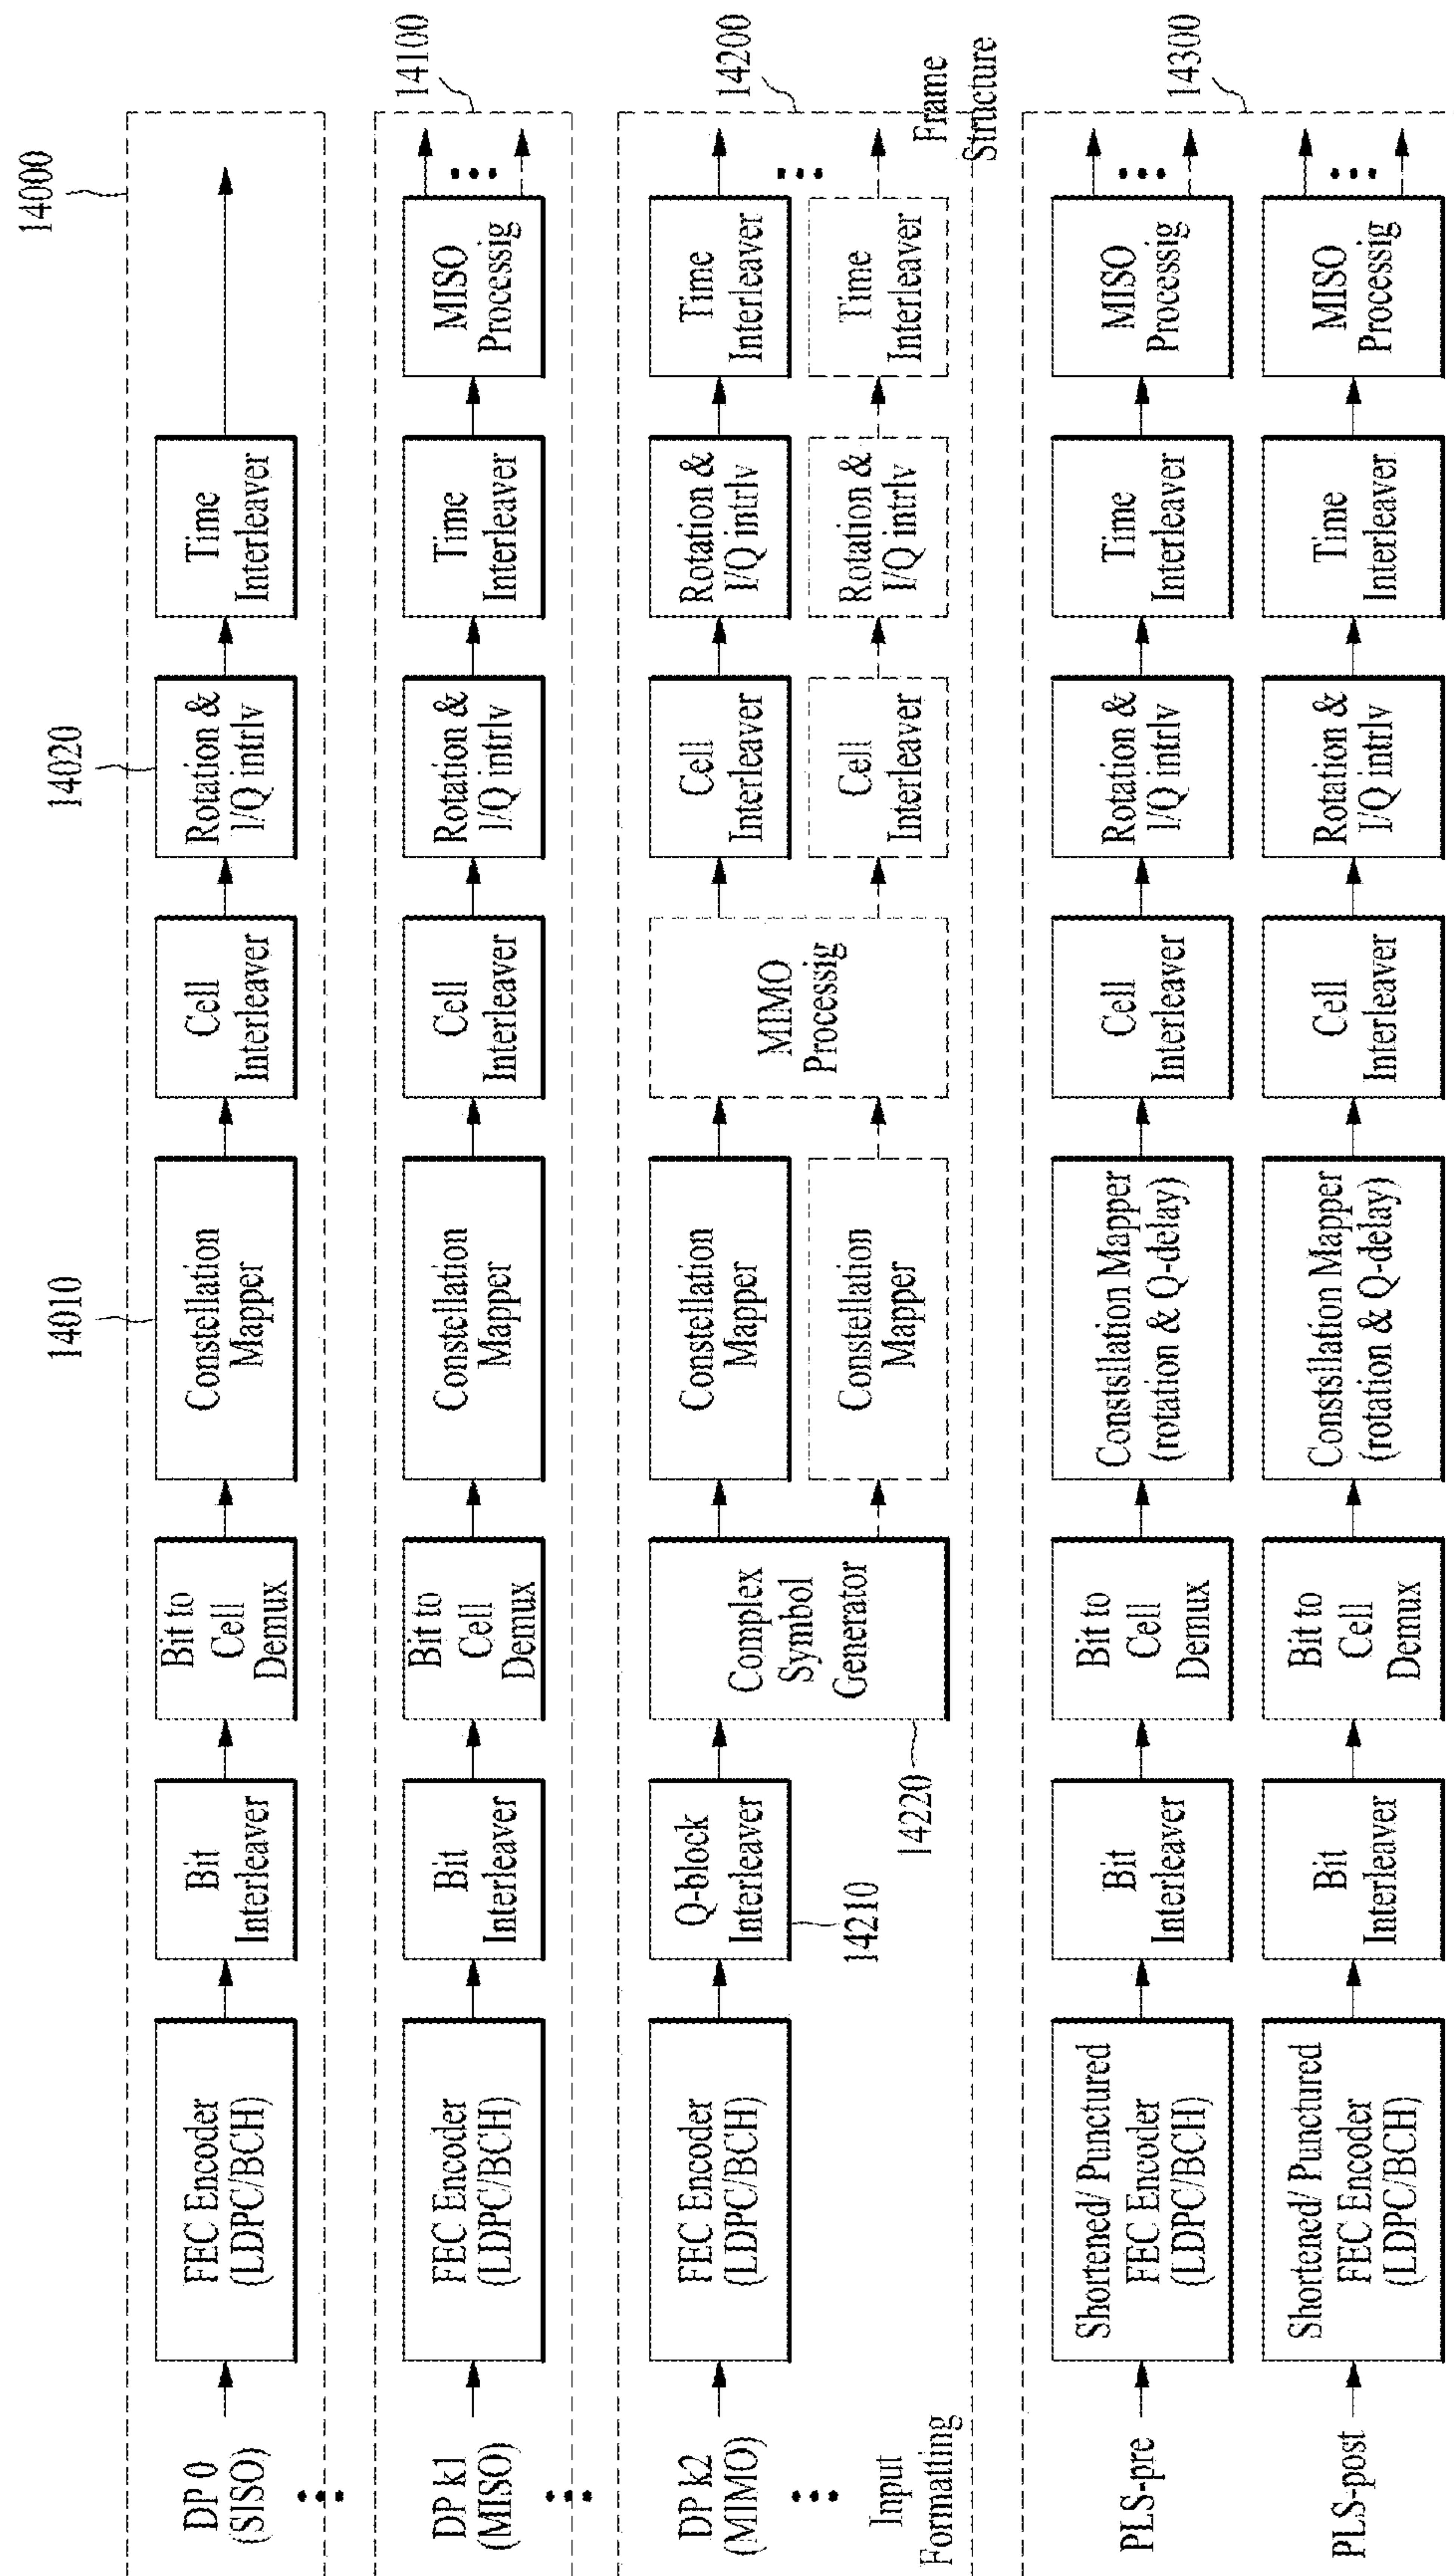 14000
14010
14020
DP 0
(SISO)
FEC Encoder
(LDPC/BCH)
Bit
Interleaver
Bit to
Cell
Demux
Constellation
Mapper
Cell
Interleaver
Rotation &
I/Q intrlv
Time
Interleaver
14100
DP k1
(MISO)
FEC Encoder
(LDPC/BCH)
Bit
Interleaver
Bit to
Cell
Demux
Constellation
Mapper
Cell
Interleaver
Rotation &
I/Q intrlv
Time
Interleaver
MISO
Processig
14200
DP k2
(MIMO)
FEC Encoder
(LDPC/BCH)
Q-block
Interleaver
14210
Complex
Symbol
Generator
14220
Constellation
Mapper
Constellation
Mapper
MIMO
Processig
Cell
Interleaver
Cell
Interleaver
Rotation &
I/Q intrlv
Rotation &
I/Q intrlv
Time
Interleaver
Time
Interleaver
Input
Formatting
Frame
Structure
14300
PLS-pre
Shortened/ Punctured
FEC Encoder
(LDPC/BCH)
Bit
Interleaver
Bit to
Cell
Demux
Constsilation Mapper
(rotation & Q-delay)
Cell
Interleaver
Rotation &
I/Q intrlv
Time
Interleaver
MISO
Processig
PLS-post
Shortened/ Punctured
FEC Encoder
(LDPC/BCH)
Bit
Interleaver
Bit to
Cell
Demux
Constsilation Mapper
(rotation & Q-delay)
Cell
Interleaver
Rotation &
I/Q intrlv
Time
Interleaver
MISO
Processig